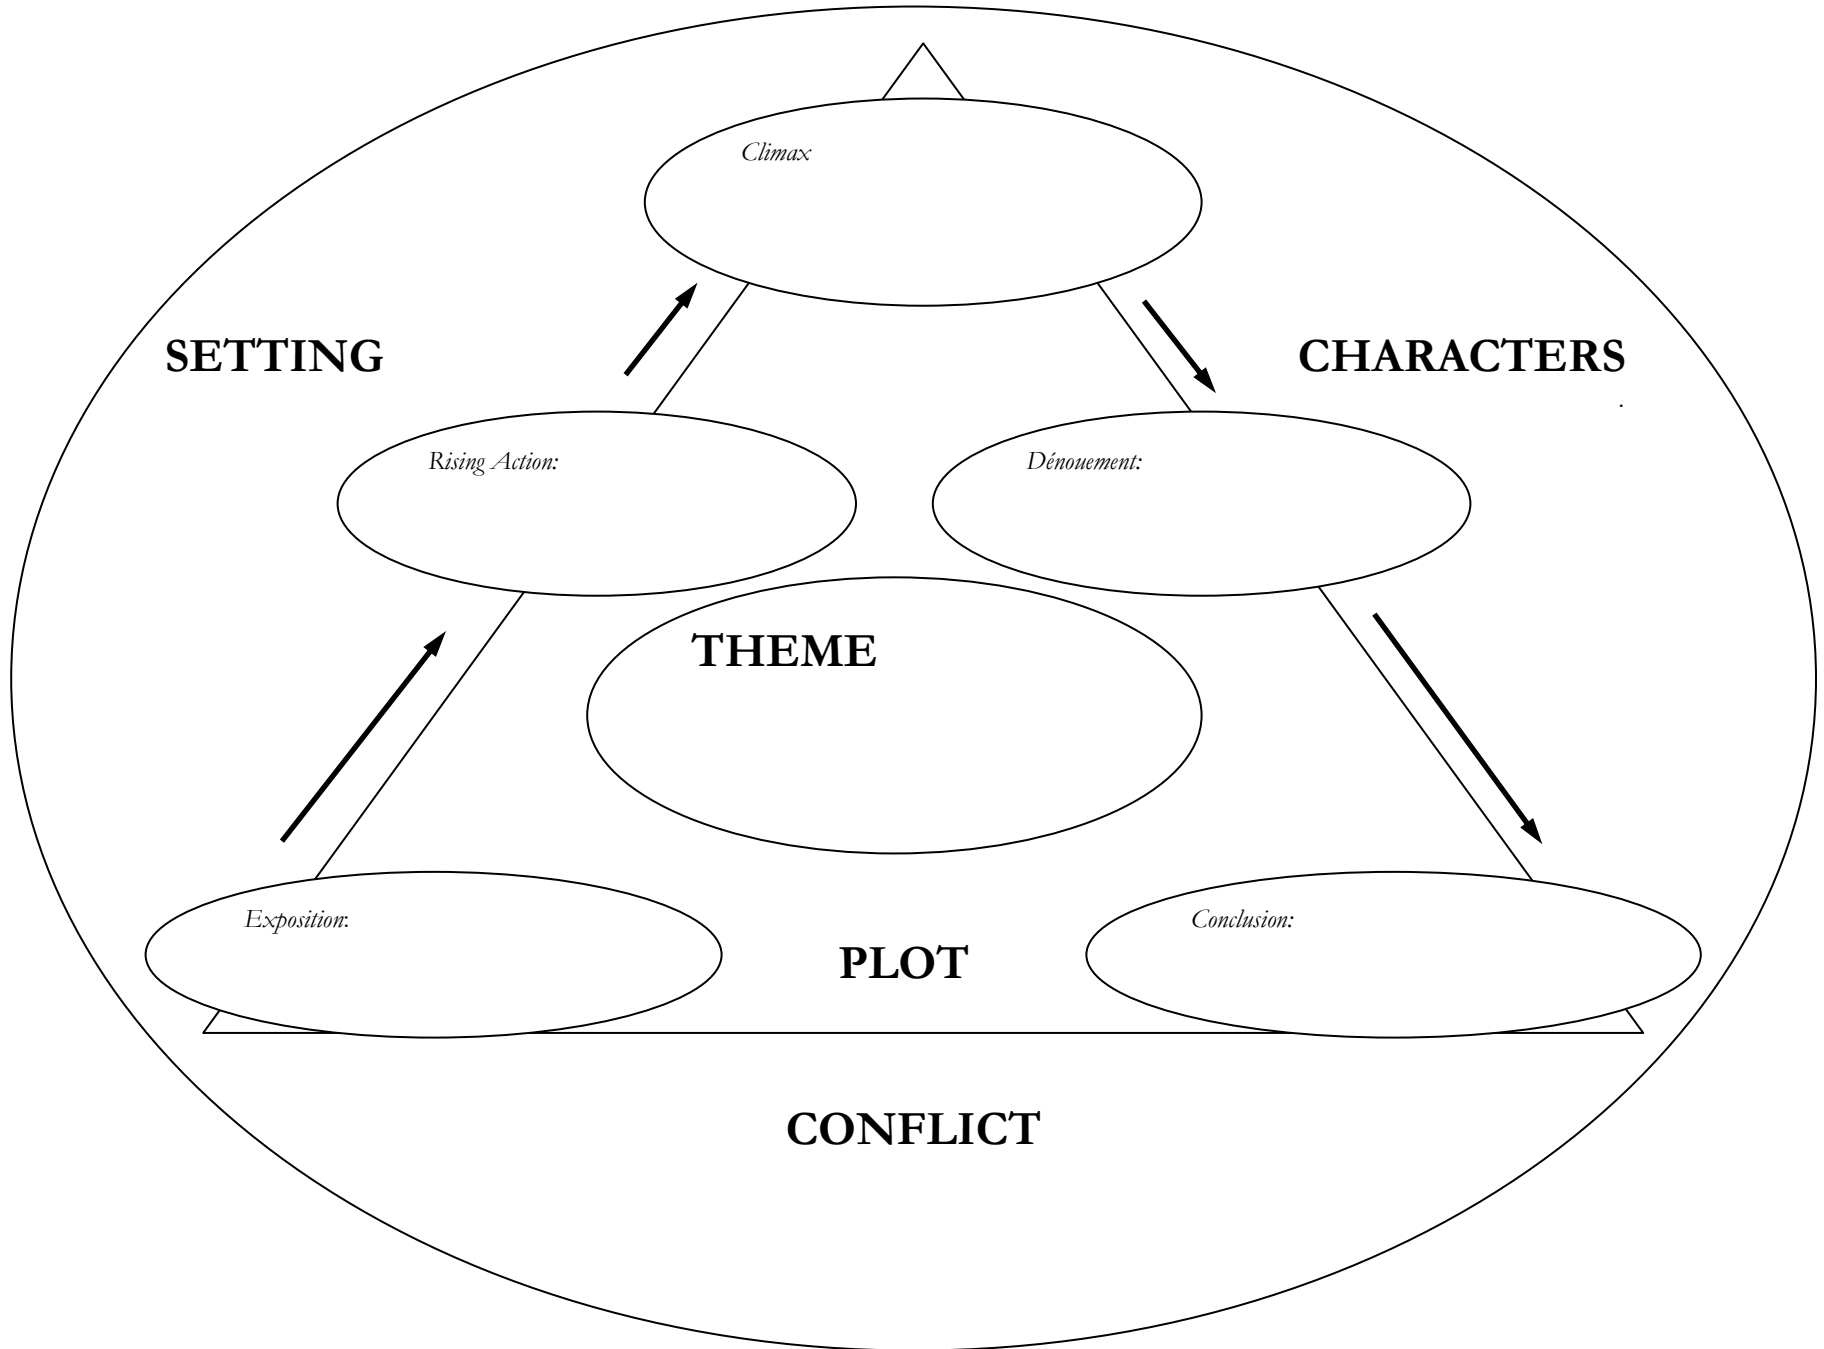 Climax
SETTING
CHARACTERS
.
Rising Action:
Dénouement:
THEME
Exposition:
Conclusion:
PLOT
CONFLICT